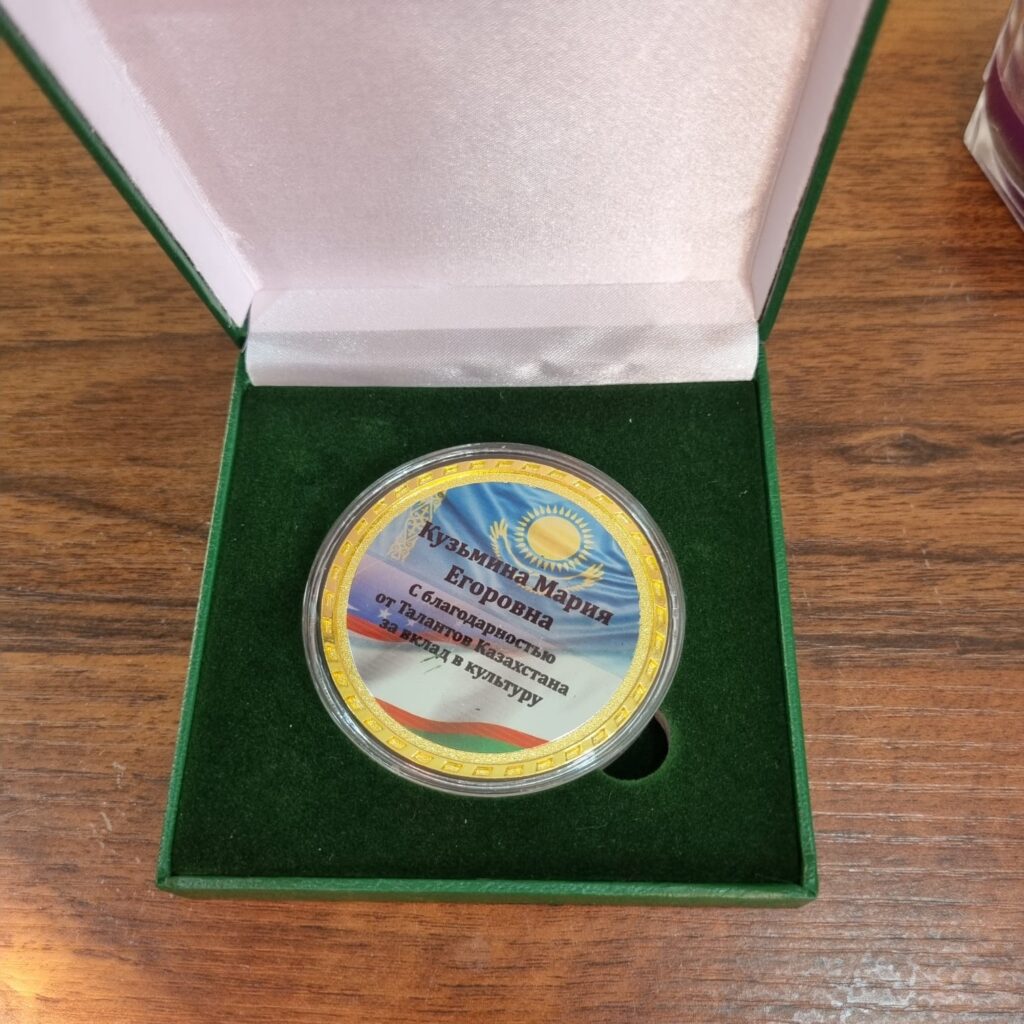 Кузьмина Мария
Егоровна
С благодарностью
от Талантов Казахстана
за вклад в культуру